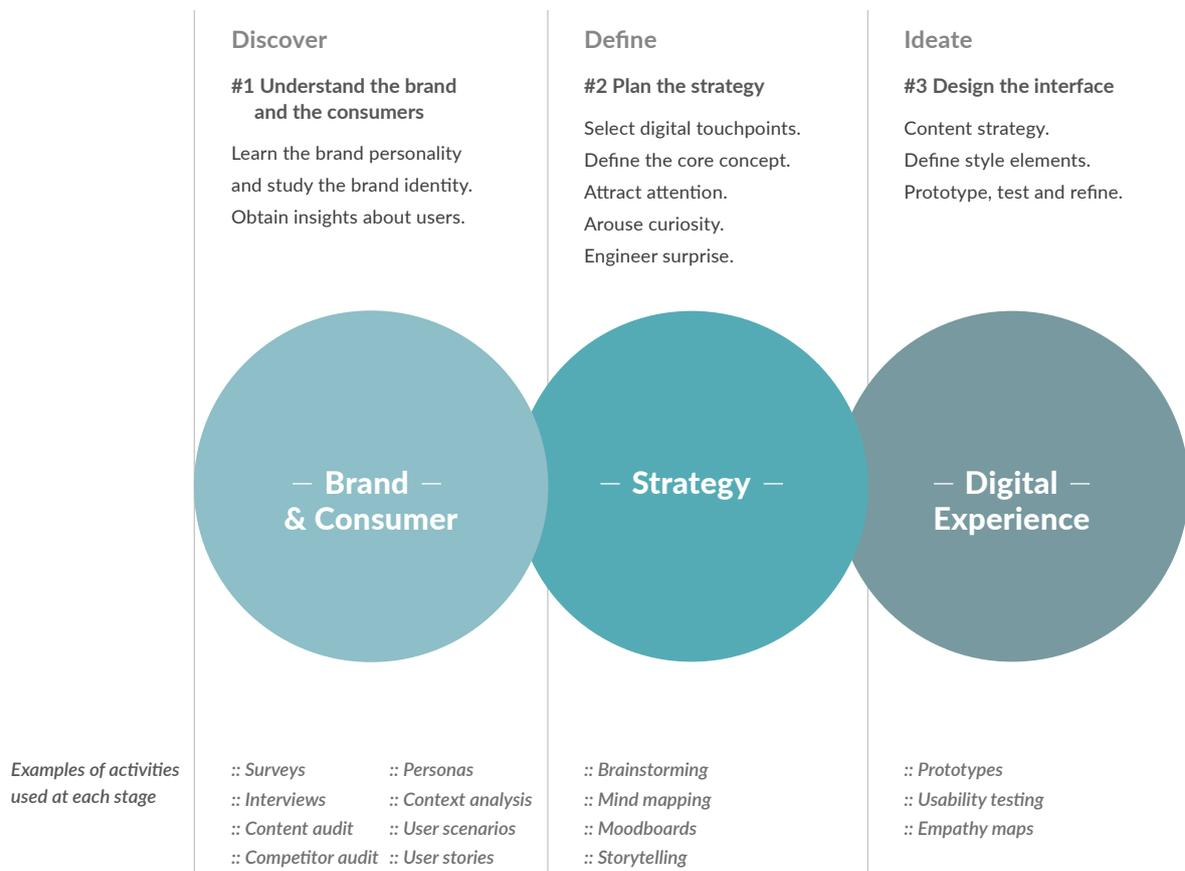 Discover
#1 Understand the brand
and the consumers
Learn the brand personality
and study the brand identity.
Obtain insights about users.
Define
#2 Plan the strategy
Select digital touchpoints.
Define the core concept.
Attract attention.
Arouse curiosity.
Engineer surprise.
Ideate
#3 Design the interface
Content strategy.
Define style elements.
Prototype, test and refine.
— Brand —
& Consumer
— Strategy —
— Digital —
Experience
Examples of activities
used at each stage
:: Surveys
:: Interviews
:: Content audit
:: Competitor audit
:: Personas
:: Context analysis
:: User scenarios
:: User stories
:: Brainstorming
:: Mind mapping
:: Moodboards
:: Storytelling
:: Prototypes
:: Usability testing
:: Empathy maps